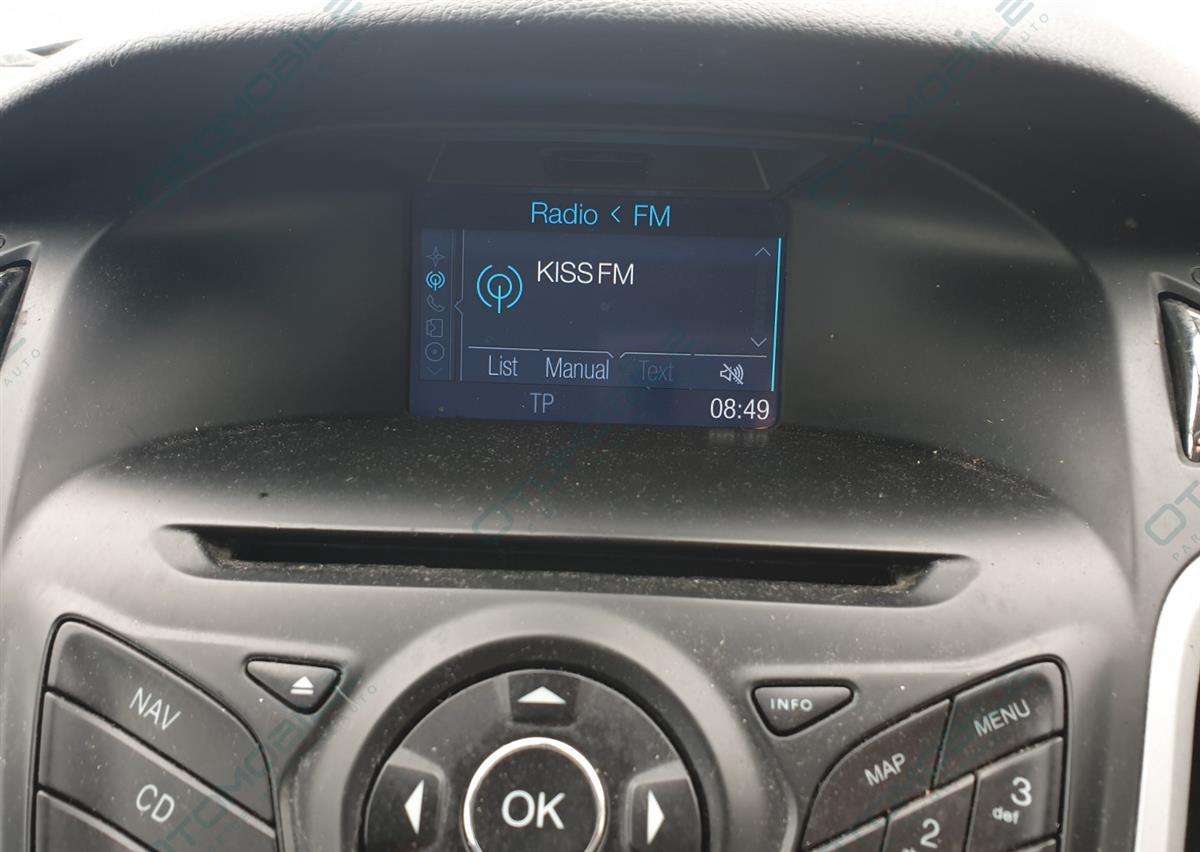 Radio < FM
KISS FM
List Manual Text
TP 08:49
NAV
INFO
MENU
CD
MAP
OK
3
def
2
OTOMOBILE